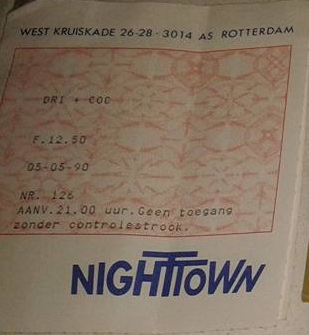 WEST KRUISKADE 26-28 - 3014 AS ROTTERDAM
DRI + COC
F.12.50
05-05-90
NR. 126
AANV.21.00 uur.Geen toegang
zonder controlestrook.
NIGHTTOWN